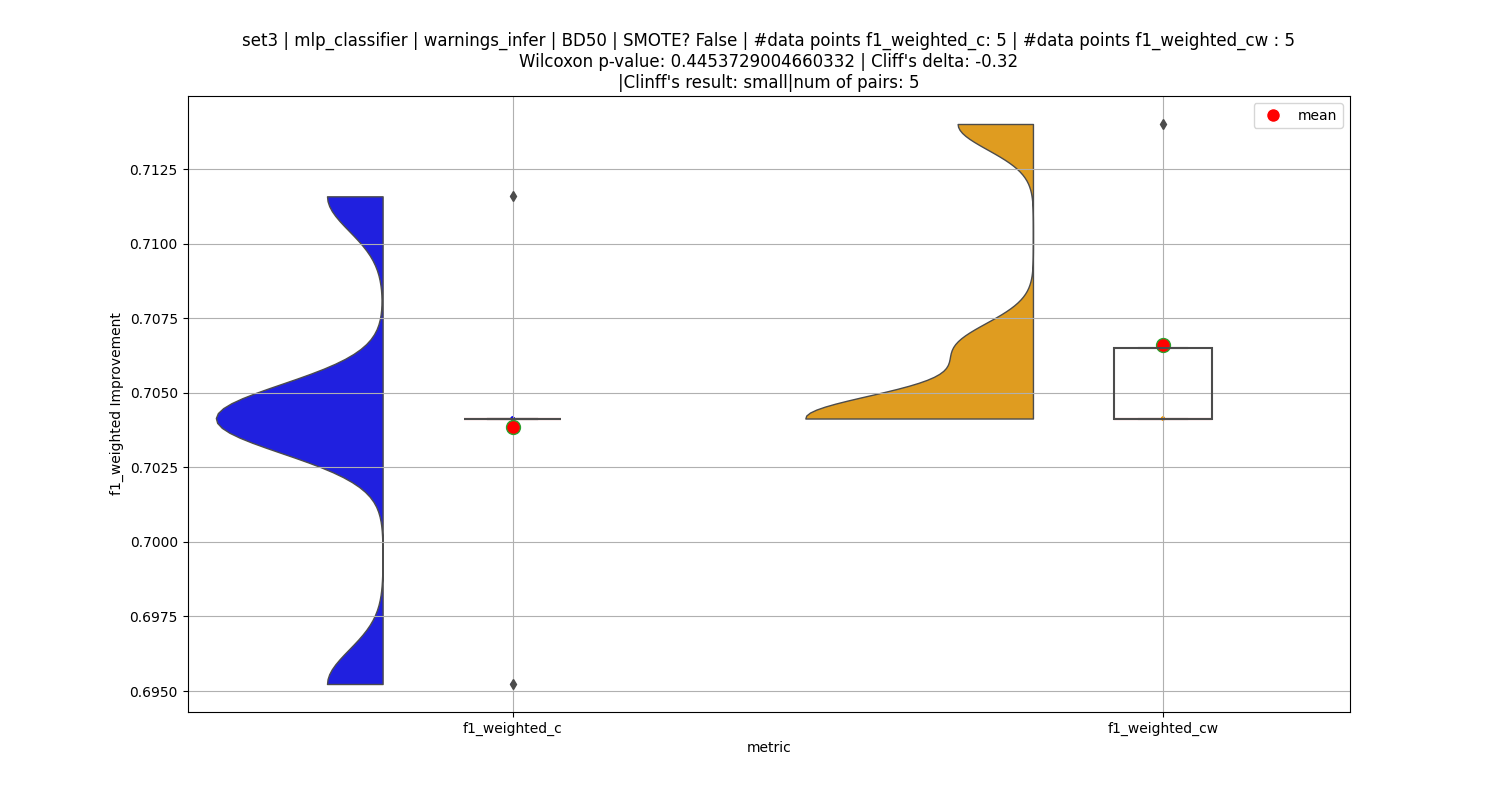 set3 | mlp_classifier | warnings_infer | BD50 | SMOTE? False | #data points f1_weighted_c: 5 | #data points f1_weighted_cw : 5
Wilcoxon p-value: 0.4453729004660332 | Cliff's delta: -0.32
|Clinff's result: small|num of pairs: 5
mean
0.7125
0.7100
0.7075
0.7050
0.7025
0.7000
0.6975
0.6950
f1_weighted Improvement
f1_weighted_c
f1_weighted_cw
metric